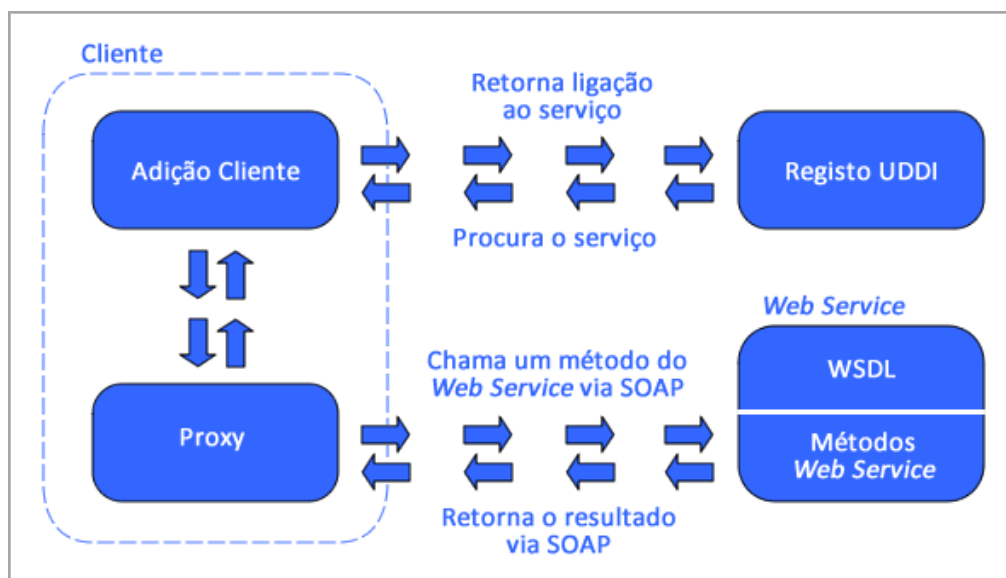 Cliente
Retorna ligação
ao serviço
Adição Cliente
Registo UDDI
Procura o serviço
Web Service
Chama um método do
Web Service via SOAP
WSDL
Proxy
Métodos
Web Service
Retorna o resultado
via SOAP